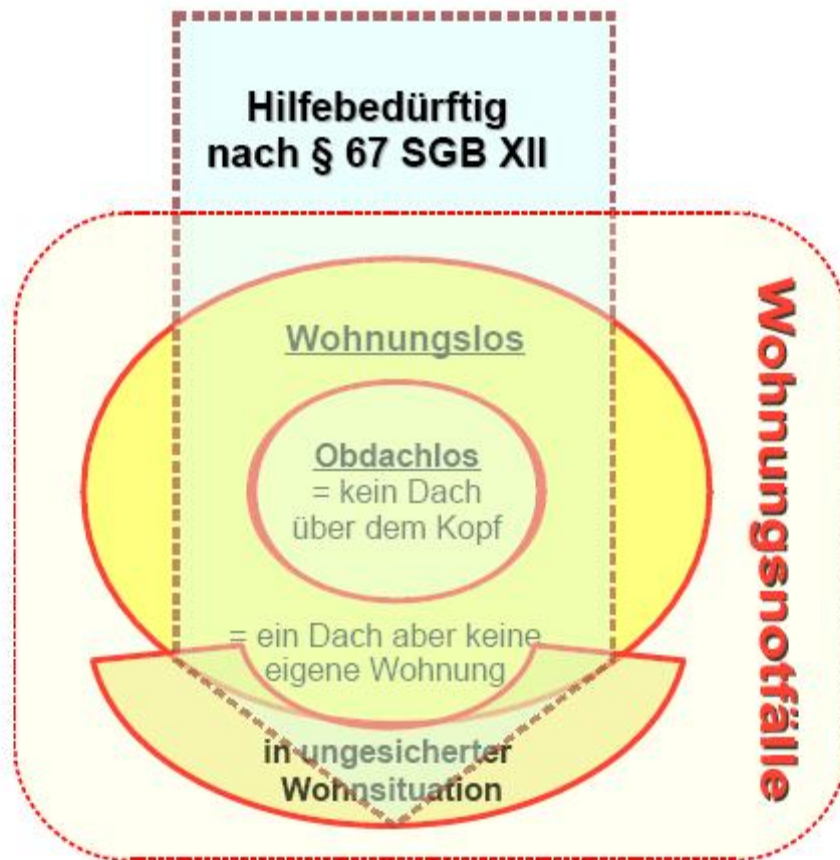 Hilfebedürftig
nach § 67 SGB XII
Wohnungslos
Obdachlos
= kein Dach
über dem Kopf
= ein Dach aber keine
eigene Wohnung
in ungesicherter
Wohnsituation
Wohnungsnotfälle